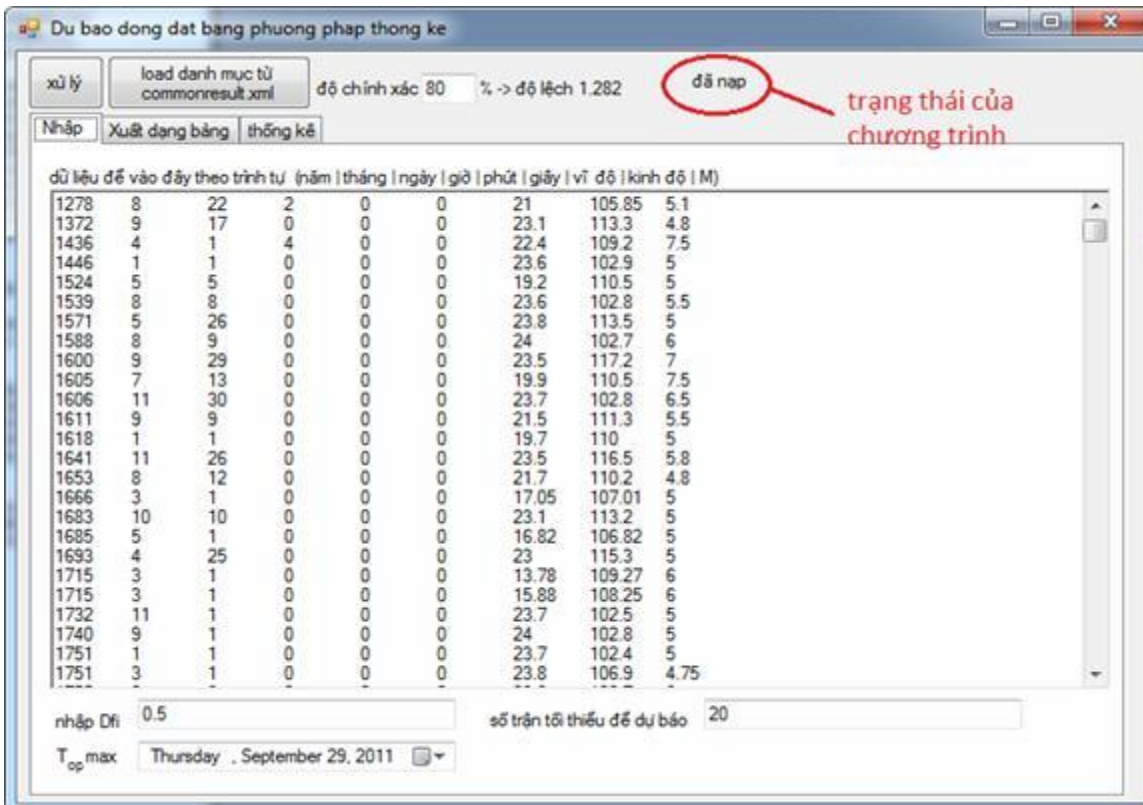 Du bao dong dat bang phuong phap thong ke
xử lý
load danh mục từ
commonresult.xml
độ chính xác 80 % -> độ lệch 1.282
đã nạp
trạng thái của
chương trình
Nhập Xuất dạng bảng thống kê
dữ liệu để vào đây theo trình tự (năm | tháng | ngày | giờ | phút | giây | vĩ độ | kinh độ | M)
1278 8 22 2 0 0 21 105.85 5.1
1372 9 17 0 0 0 23.1 113.3 4.8
1436 4 1 4 0 0 22.4 109.2 7.5
1446 1 1 0 0 0 23.6 102.9 5
1524 5 5 0 0 0 19.2 110.5 5
1539 8 8 0 0 0 23.6 102.8 5.5
1571 5 26 0 0 0 23.8 113.5 5
1588 8 9 0 0 0 24 102.7 6
1600 9 29 0 0 0 23.5 117.2 7
1605 7 13 0 0 0 19.9 110.5 7.5
1606 11 30 0 0 0 23.7 102.8 6.5
1611 9 9 0 0 0 21.5 111.3 5.5
1618 1 1 0 0 0 19.7 110 5
1641 11 26 0 0 0 23.5 116.5 5.8
1653 8 12 0 0 0 21.7 110.2 4.8
1666 3 1 0 0 0 17.05 107.01 5
1683 10 10 0 0 0 23.1 113.2 5
1685 5 1 0 0 0 16.82 106.82 5
1693 4 25 0 0 0 23 115.3 5
1715 3 1 0 0 0 13.78 109.27 6
1715 3 1 0 0 0 15.88 108.25 6
1732 11 1 0 0 0 23.7 102.5 5
1740 9 1 0 0 0 24 102.8 5
1751 1 1 0 0 0 23.7 102.4 5
1751 3 1 0 0 0 23.8 106.9 4.75
nhập Dfi 0.5 số trận tối thiểu để dự báo 20
Topmax Thursday , September 29, 2011